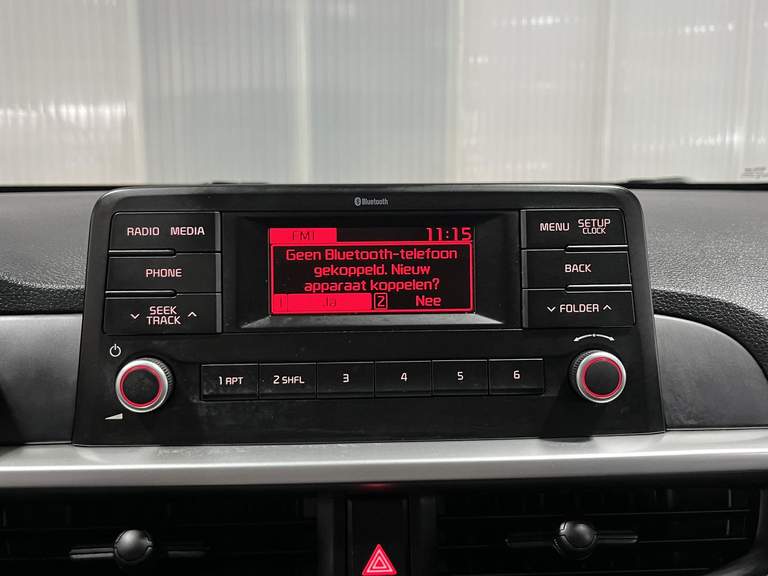 Bluetooth
RADIO MEDIA
PHONE
SEEK
TRACK
FM1 11:15
Geen Bluetooth-telefoon
gekoppeld. Nieuw
apparaat koppelen?
1 Ja 2 Nee
MENU SETUP
CLOCK
BACK
FOLDER
1 RPT 2 SHFL 3 4 5 6